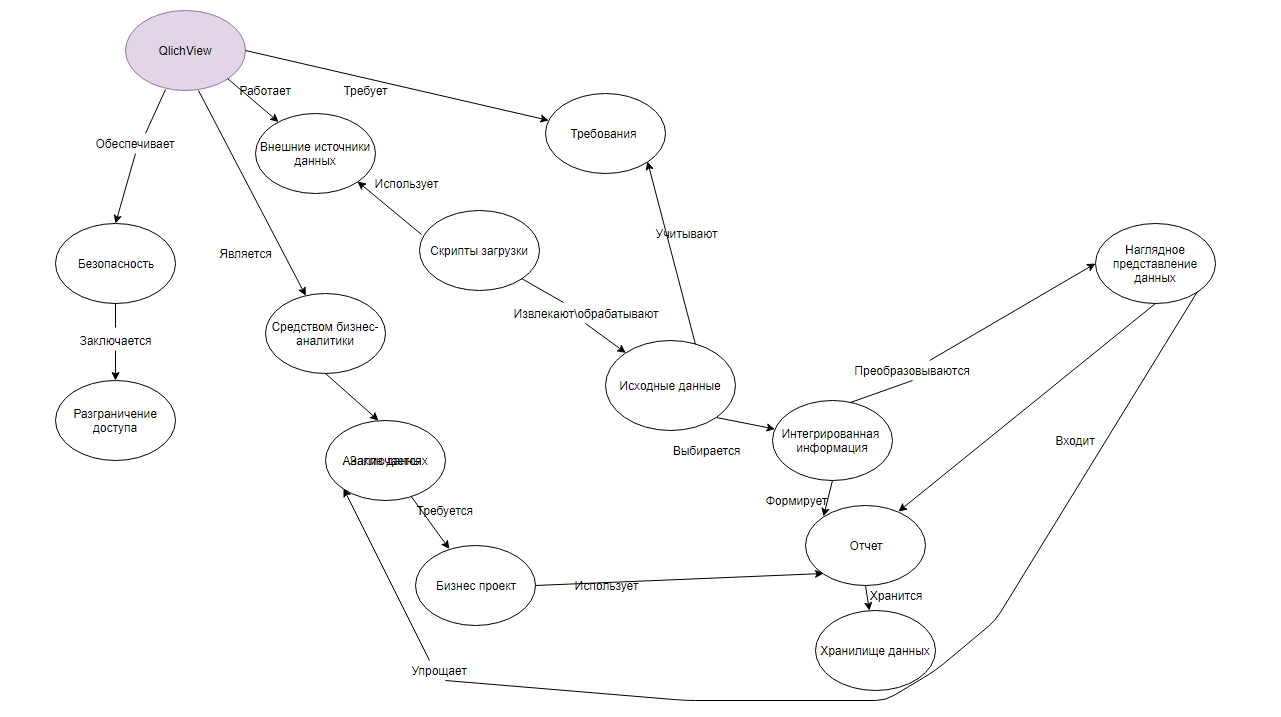 QlichView
Работает
Требует
Требования
Обеспечивает
Внешние источники
данных
Использует
Учитывают
Является
Скрипты загрузки
Безопасность
Наглядное
представление
данных
Извлекают\обрабатывают
Средством бизнес-
аналитики
Заключается
Преобразовываются
Исходные данные
Разграничение
доступа
Интегрированная
информация
Выбирается
Входит
Формирует
Требуется
Отчет
Бизнес проект
Использует
Хранится
Хранилище данных
Упрощает